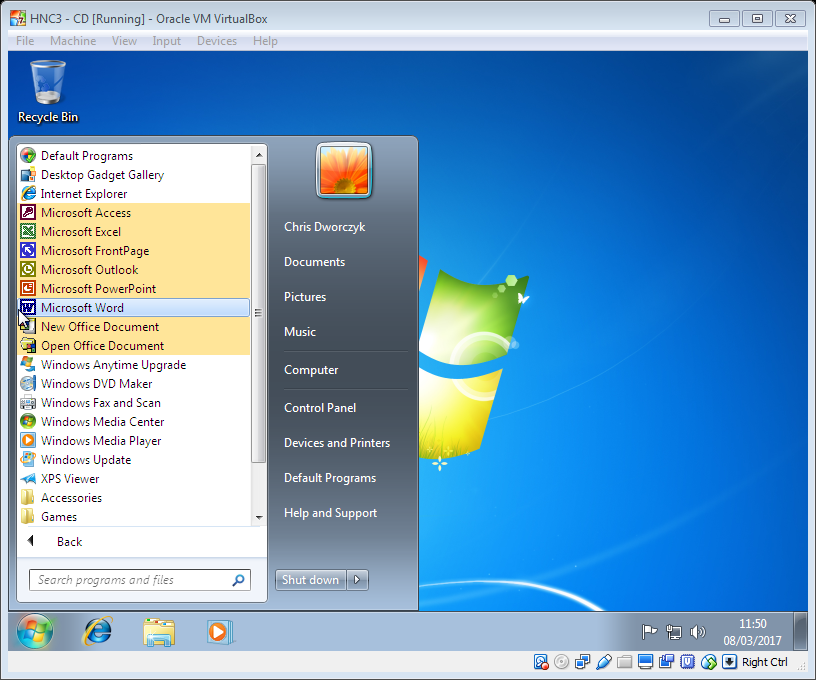 HNC3 - CD [Running] - Oracle VM VirtualBox
File Machine View Input Devices Help
Recycle Bin
Default Programs
Desktop Gadget Gallery
Internet Explorer
Microsoft Access
Microsoft Excel
Microsoft FrontPage
Microsoft Outlook
Microsoft PowerPoint
Microsoft Word
New Office Document
Open Office Document
Windows Anytime Upgrade
Windows DVD Maker
Windows Fax and Scan
Windows Media Center
Windows Media Player
Windows Update
XPS Viewer
Accessories
Games
Back
Search programs and files
Chris Dworczyk
Documents
Pictures
Music
Computer
Control Panel
Devices and Printers
Default Programs
Help and Support
Shut down
11:50
08/03/2017
Right Ctrl